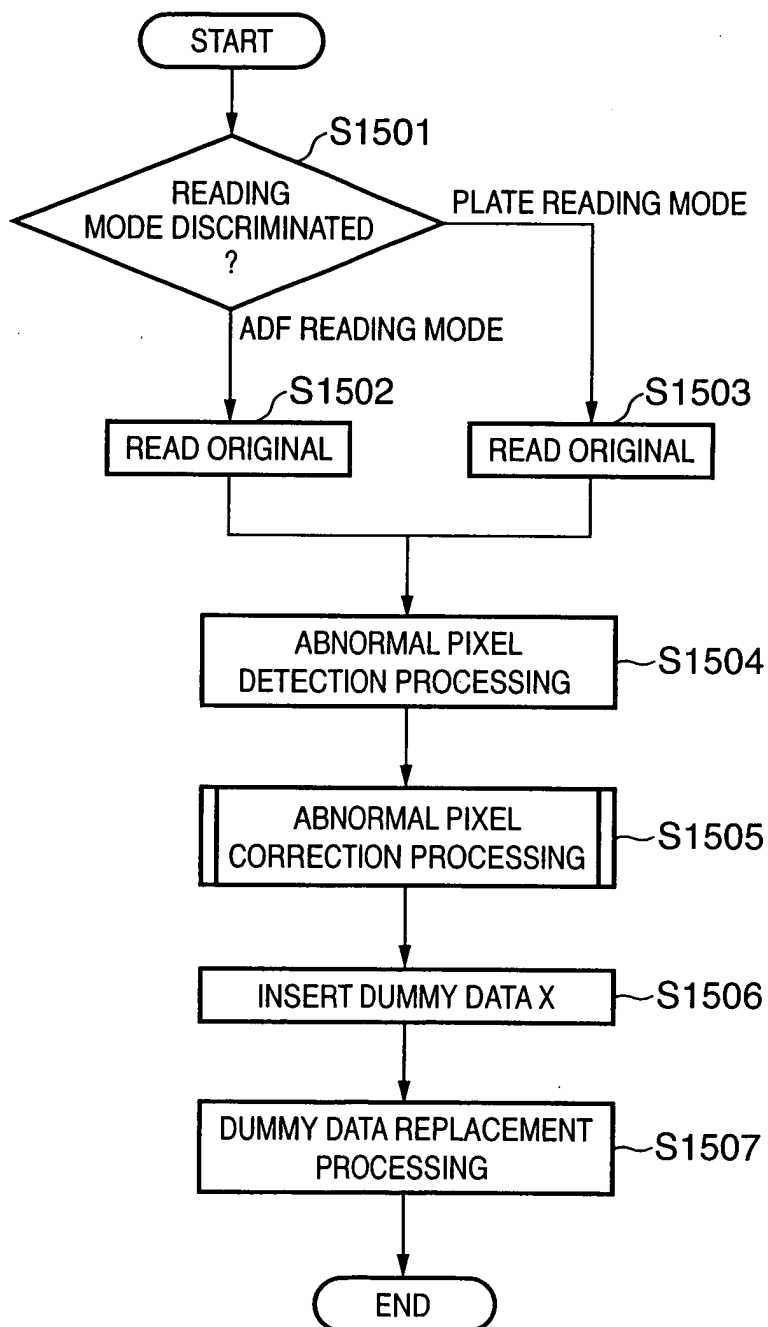 START
S1501
READING
MODE DISCRIMINATED
?
PLATE READING MODE
ADF READING MODE
S1502
S1503
READ ORIGINAL
READ ORIGINAL
ABNORMAL PIXEL
DETECTION PROCESSING
S1504
ABNORMAL PIXEL
CORRECTION PROCESSING
S1505
INSERT DUMMY DATA X
S1506
DUMMY DATA REPLACEMENT
PROCESSING
S1507
END